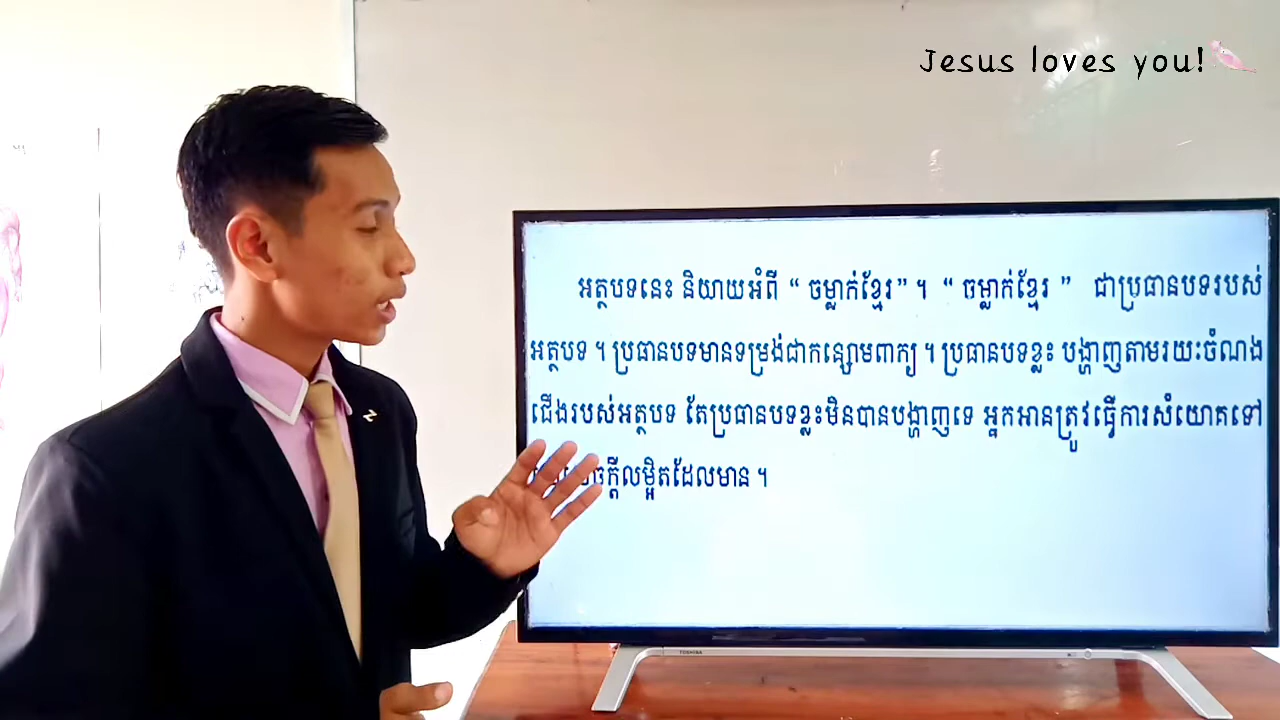 Jesus loves you!
អត្ថបទនេះ និយាយអំពី “ ចម្លាក់ខ្មែរ” ។ “ ចម្លាក់ខ្មែរ ” ជាប្រធានបទរបស់
អត្ថបទ ។ ប្រធានបទមានទម្រង់ជាកន្សោមពាក្យ ។ ប្រធានបទខ្លះ បង្ហាញតាមរយៈចំណង
ជើងរបស់អត្ថបទ តែប្រធានបទខ្លះមិនបានបង្ហាញទេ អ្នកអានត្រូវធ្វើការសំយោគទៅ
សេចក្ដីលម្អិតដែលមាន ។
TOSHIBA